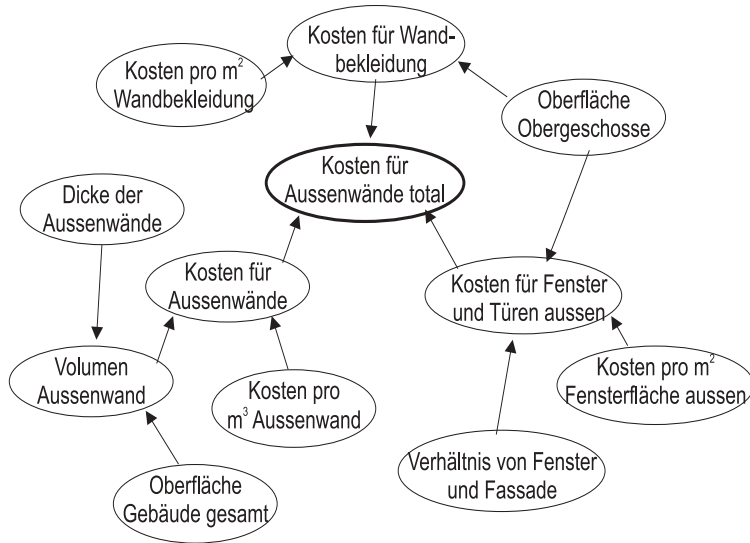 Kosten für Wand-
bekleidung
Kosten pro m²
Wandbekleidung
Oberfläche
Obergeschosse
Kosten für
Aussenwände total
Dicke der
Aussenwände
Kosten für
Aussenwände
Kosten für Fenster
und Türen aussen
Volumen
Aussenwand
Kosten pro
m³ Aussenwand
Kosten pro m²
Fensterfläche aussen
Verhältnis von Fenster
und Fassade
Oberfläche
Gebäude gesamt